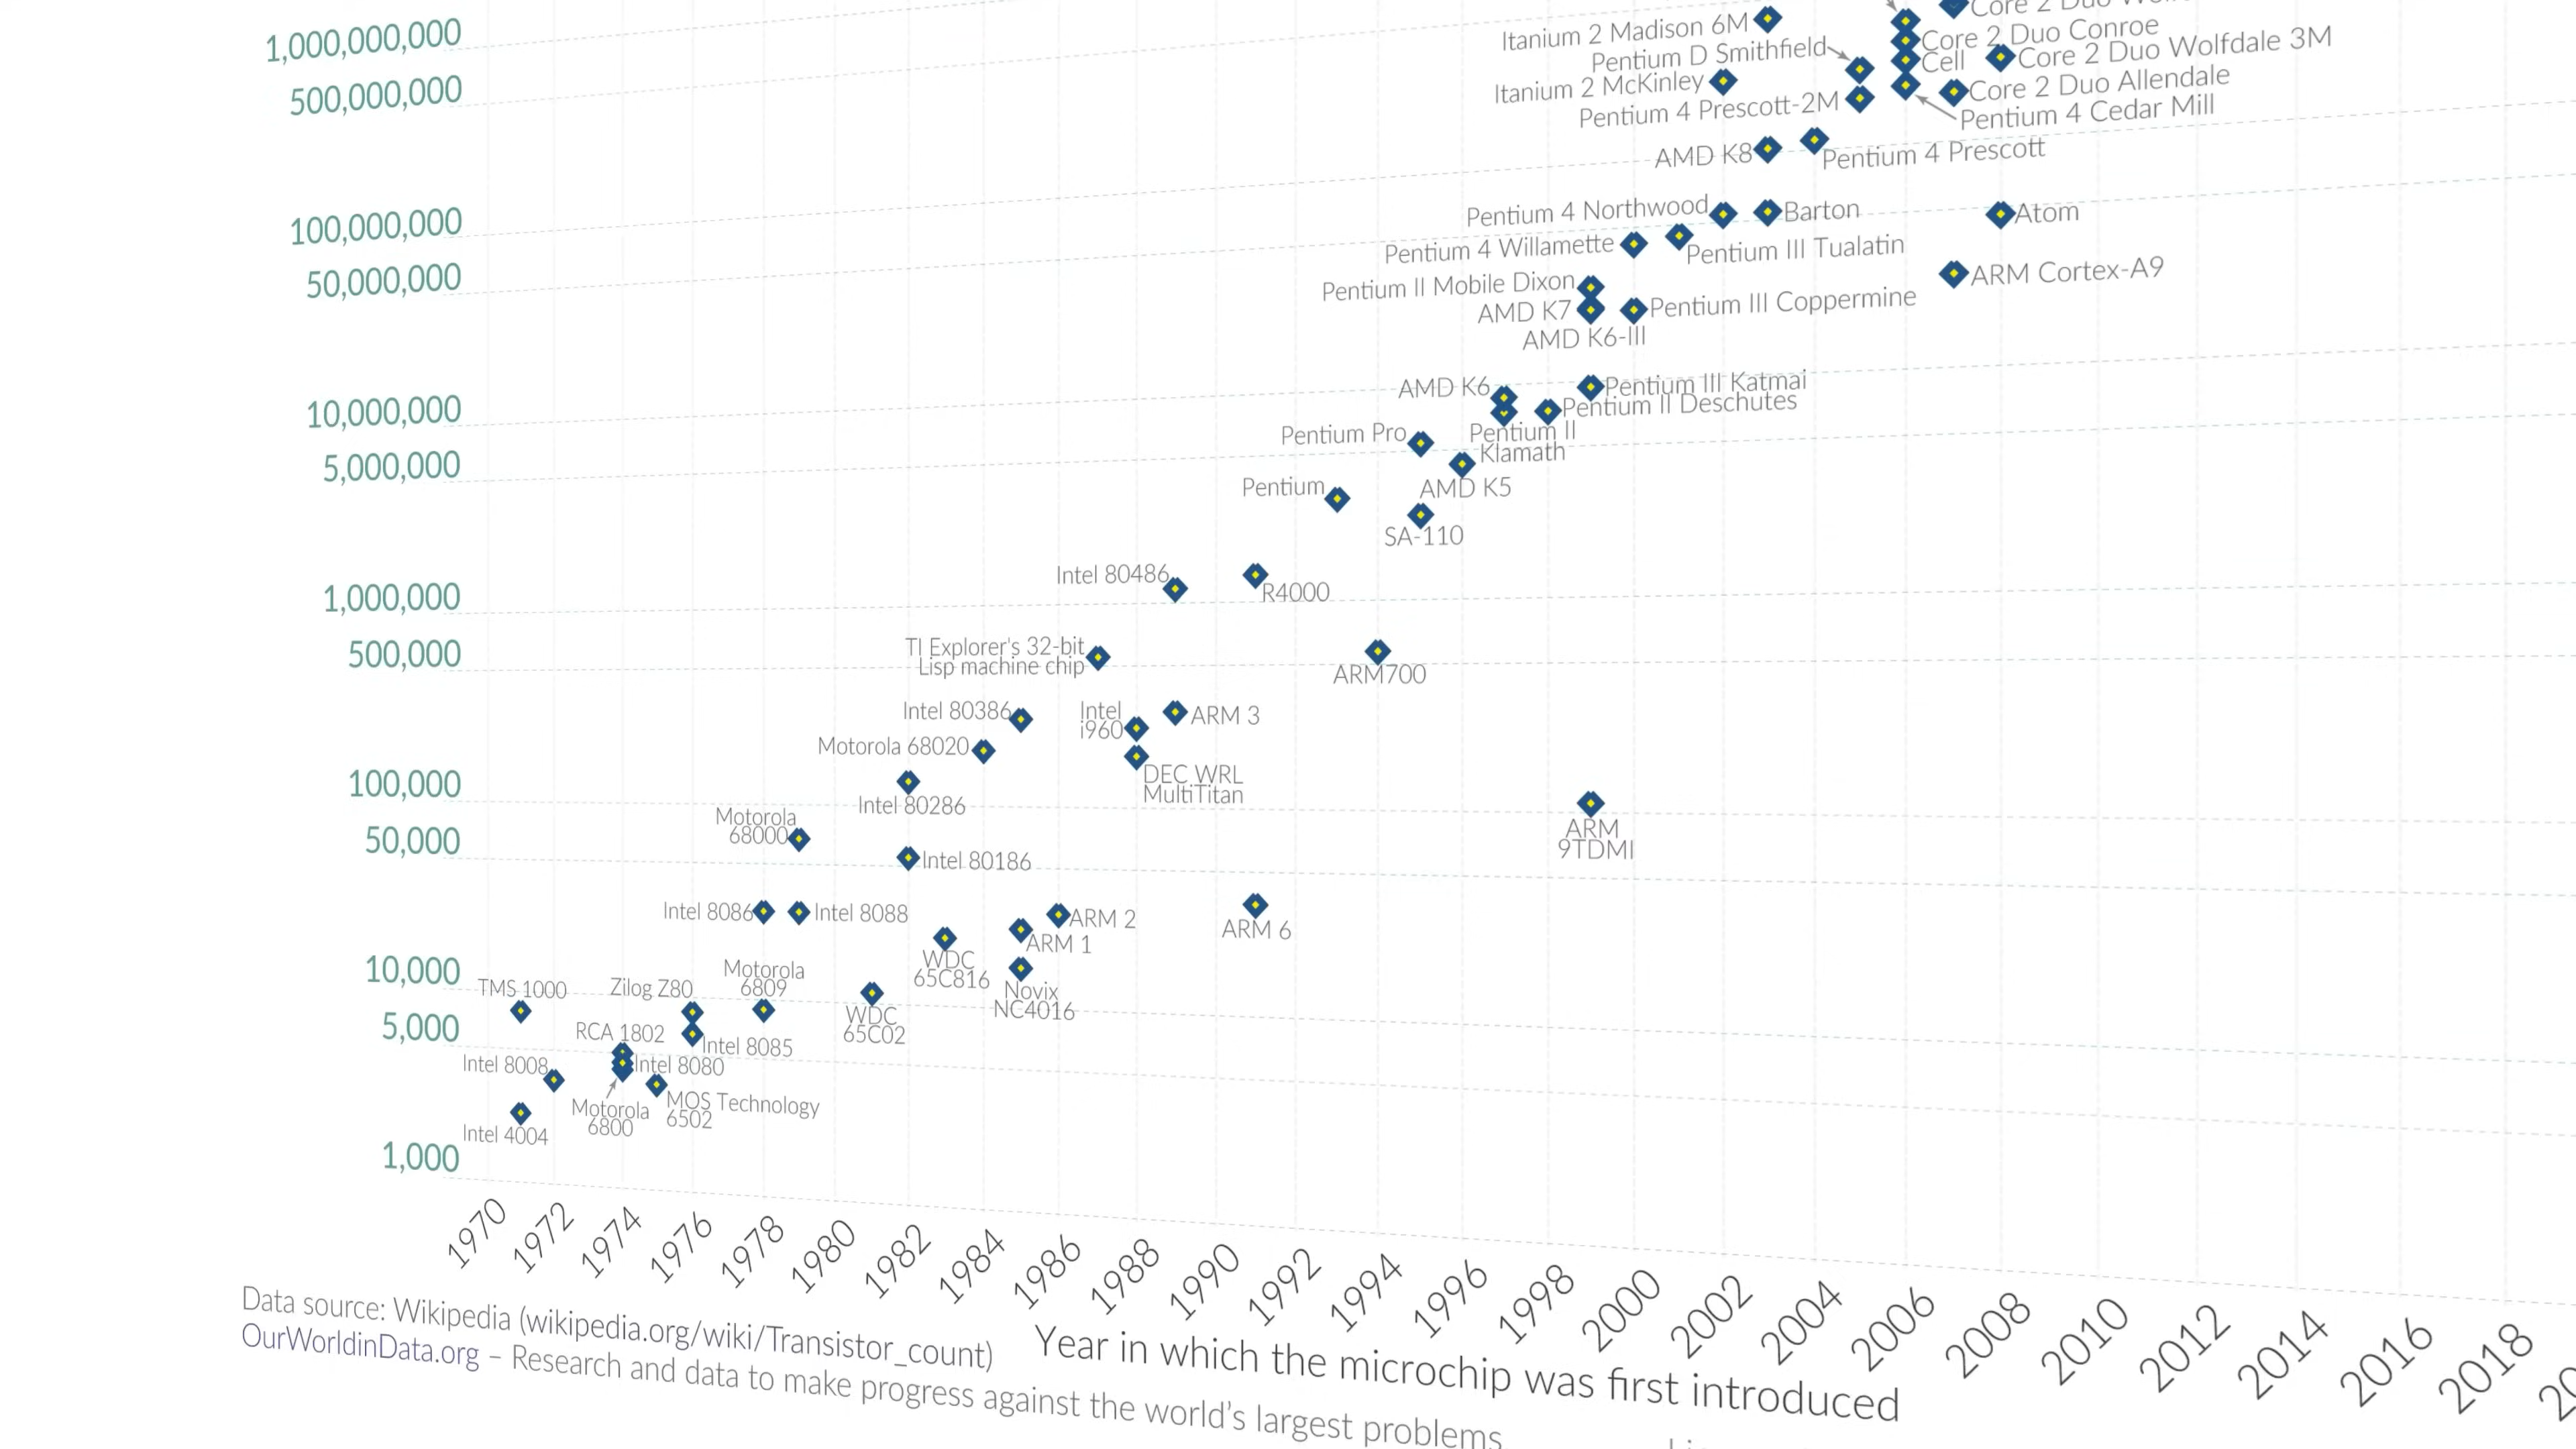 1,000,000,000
500,000,000
100,000,000
50,000,000
10,000,000
5,000,000
1,000,000
500,000
100,000
50,000
10,000
5,000
1,000
Core 2 Duo
Itanium 2 Madison 6M
Core 2 Duo Conroe
Pentium D Smithfield
Cell
Core 2 Duo Wolfdale 3M
Itanium 2 McKinley
Core 2 Duo Allendale
Pentium 4 Prescott-2M
Pentium 4 Cedar Mill
AMD K8
Pentium 4 Prescott
Pentium 4 Northwood
Barton
Atom
Pentium 4 Willamette
Pentium III Tualatin
Pentium II Mobile Dixon
ARM Cortex-A9
AMD K7
Pentium III Coppermine
AMD K6-III
AMD K6
Pentium III Katmai
Pentium II Deschutes
Pentium Pro
Pentium II
Klamath
Pentium
AMD K5
SA-110
Intel 80486
R4000
TI Explorer's 32-bit
Lisp machine chip
ARM700
Intel 80386
Intel
i960
ARM 3
Motorola 68020
DEC WRL
MultiTitan
Intel 80286
Motorola
68000
ARM
9TDMI
Intel 80186
Intel 8086
Intel 8088
ARM 2
ARM 6
ARM 1
WDC
65C816
Novix
NC4016
TMS 1000
Zilog Z80
Motorola
6809
WDC
65C02
RCA 1802
Intel 8085
Intel 8008
Intel 8080
Motorola
6800
MOS Technology
6502
Intel 4004
1970
1972
1974
1976
1978
1980
1982
1984
1986
1988
1990
1992
1994
1996
1998
2000
2002
2004
2006
2008
2010
2012
2014
2016
2018
Year in which the microchip was first introduced
Data source: Wikipedia (wikipedia.org/wiki/Transistor_count)
OurWorldinData.org – Research and data to make progress against the world's largest problems